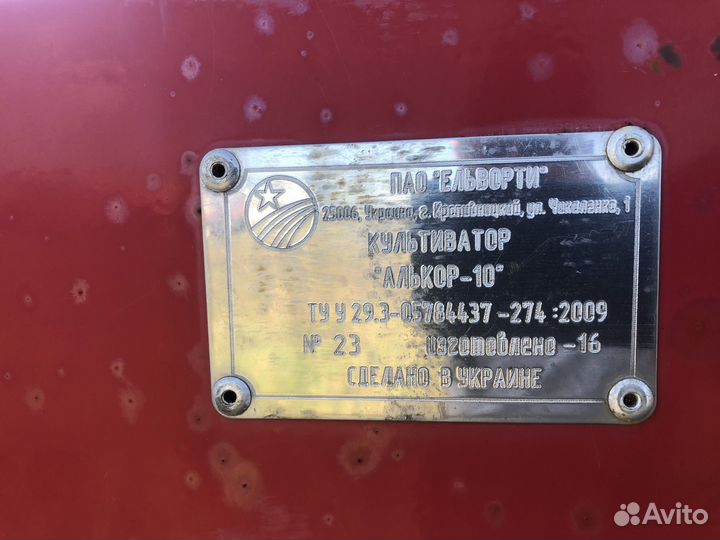 ПАО "ЕЛЬВОРТИ"
25006, Украина, г. Кропивницкий, ул. Чикаленко, 1
КУЛЬТИВАТОР
"АЛЬКОР-10"
ТУ У 29.3-05784437-274:2009
№ 23 изготовлено -16
СДЕЛАНО В УКРАИНЕ
Avito